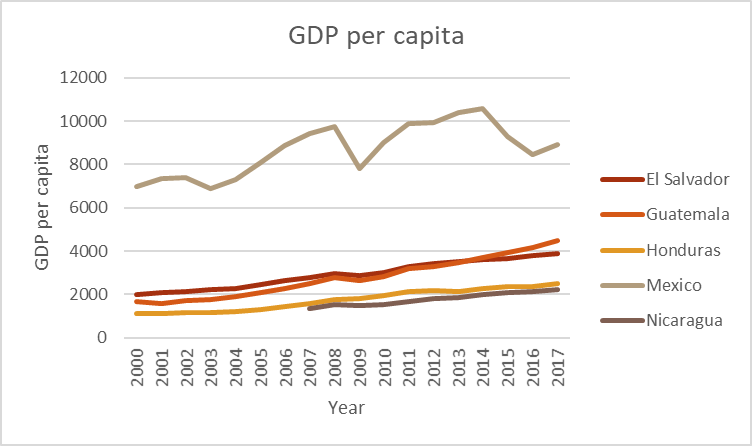 GDP per capita
12000
10000
8000
6000
4000
2000
0
GDP per capita
2000 2001 2002 2003 2004 2005 2006 2007 2008 2009 2010 2011 2012 2013 2014 2015 2016 2017
Year
El Salvador
Guatemala
Honduras
Mexico
Nicaragua